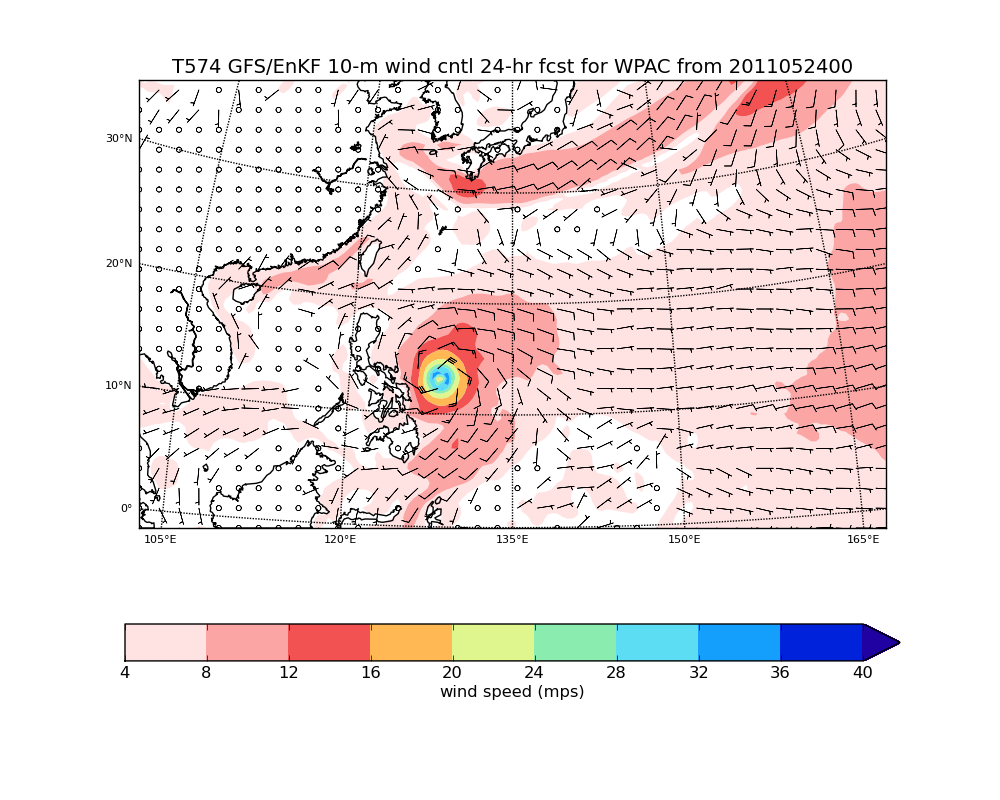 T574 GFS/EnKF 10-m wind cntl 24-hr fcst for WPAC from 2011052400
30°N
20°N
10°N
0°
105°E 120°E 135°E 150°E 165°E
4 8 12 16 20 24 28 32 36 40
wind speed (mps)